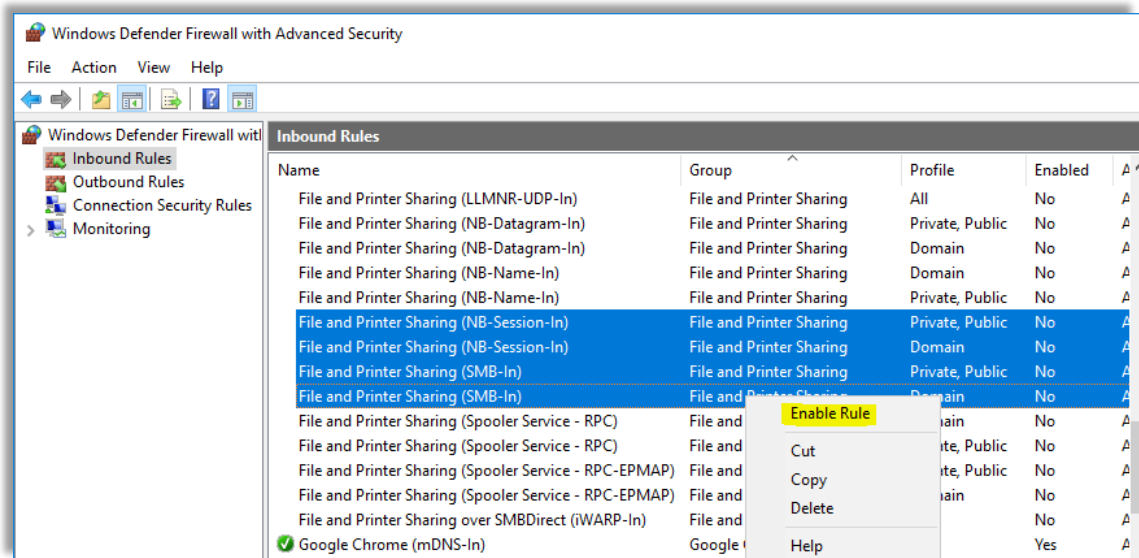 Windows Defender Firewall with Advanced Security
File Action View Help
Windows Defender Firewall witl
Inbound Rules
Outbound Rules
Connection Security Rules
Monitoring
Inbound Rules
Name Group Profile Enabled A
File and Printer Sharing (LLMNR-UDP-In) File and Printer Sharing All No A
File and Printer Sharing (NB-Datagram-In) File and Printer Sharing Private, Public No A
File and Printer Sharing (NB-Datagram-In) File and Printer Sharing Domain No A
File and Printer Sharing (NB-Name-In) File and Printer Sharing Domain No A
File and Printer Sharing (NB-Name-In) File and Printer Sharing Private, Public No A
File and Printer Sharing (NB-Session-In) File and Printer Sharing Private, Public No A
File and Printer Sharing (NB-Session-In) File and Printer Sharing Domain No A
File and Printer Sharing (SMB-In) File and Printer Sharing Private, Public No A
File and Printer Sharing (SMB-In) File and Printer Sharing Domain No A
File and Printer Sharing (Spooler Service - RPC) File and ain No A
File and Printer Sharing (Spooler Service - RPC) File and te, Public No A
File and Printer Sharing (Spooler Service - RPC-EPMAP) File and te, Public No A
File and Printer Sharing (Spooler Service - RPC-EPMAP) File and ain No A
File and Printer Sharing over SMBDirect (iWARP-In) File and No A
Google Chrome (mDNS-In) Google Yes A
Enable Rule
Cut
Copy
Delete
Help